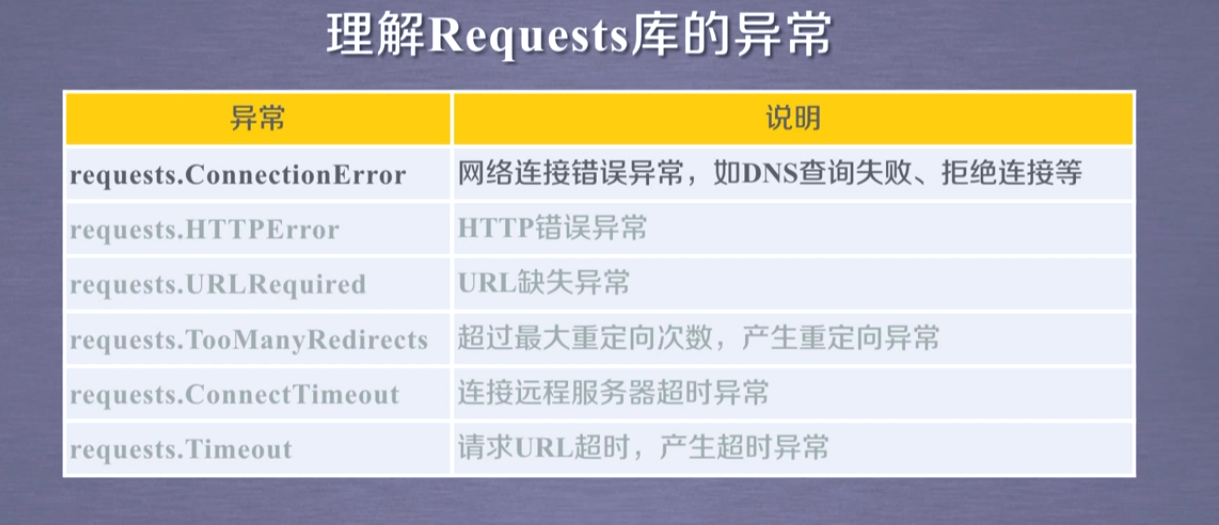 理解Requests库的异常
异常 说明
requests.ConnectionError 网络连接错误异常，如DNS查询失败、拒绝连接等
requests.HTTPError HTTP错误异常
requests.URLRequired URL缺失异常
requests.TooManyRedirects 超过最大重定向次数，产生重定向异常
requests.ConnectTimeout 连接远程服务器超时异常
requests.Timeout 请求URL超时，产生超时异常